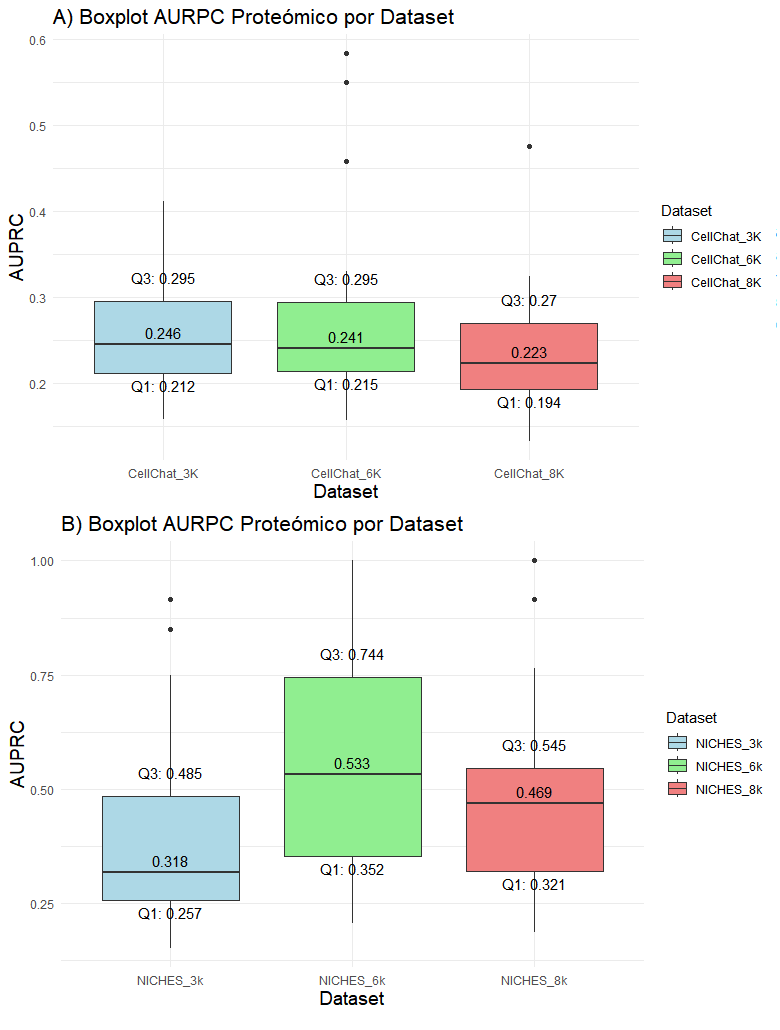 A) Boxplot AURPC Proteómico por Dataset
AUPRC
0.6
0.5
0.4
0.3
0.2
Q3: 0.295
0.246
Q1: 0.212
Q3: 0.295
0.241
Q1: 0.215
Q3: 0.27
0.223
Q1: 0.194
CellChat_3K
CellChat_6K
CellChat_8K
Dataset
Dataset
CellChat_3K
CellChat_6K
CellChat_8K
B) Boxplot AURPC Proteómico por Dataset
AUPRC
1.00
0.75
0.50
0.25
Q3: 0.485
0.318
Q1: 0.257
Q3: 0.744
0.533
Q1: 0.352
Q3: 0.545
0.469
Q1: 0.321
NICHES_3k
NICHES_6k
NICHES_8k
Dataset
Dataset
NICHES_3k
NICHES_6k
NICHES_8k